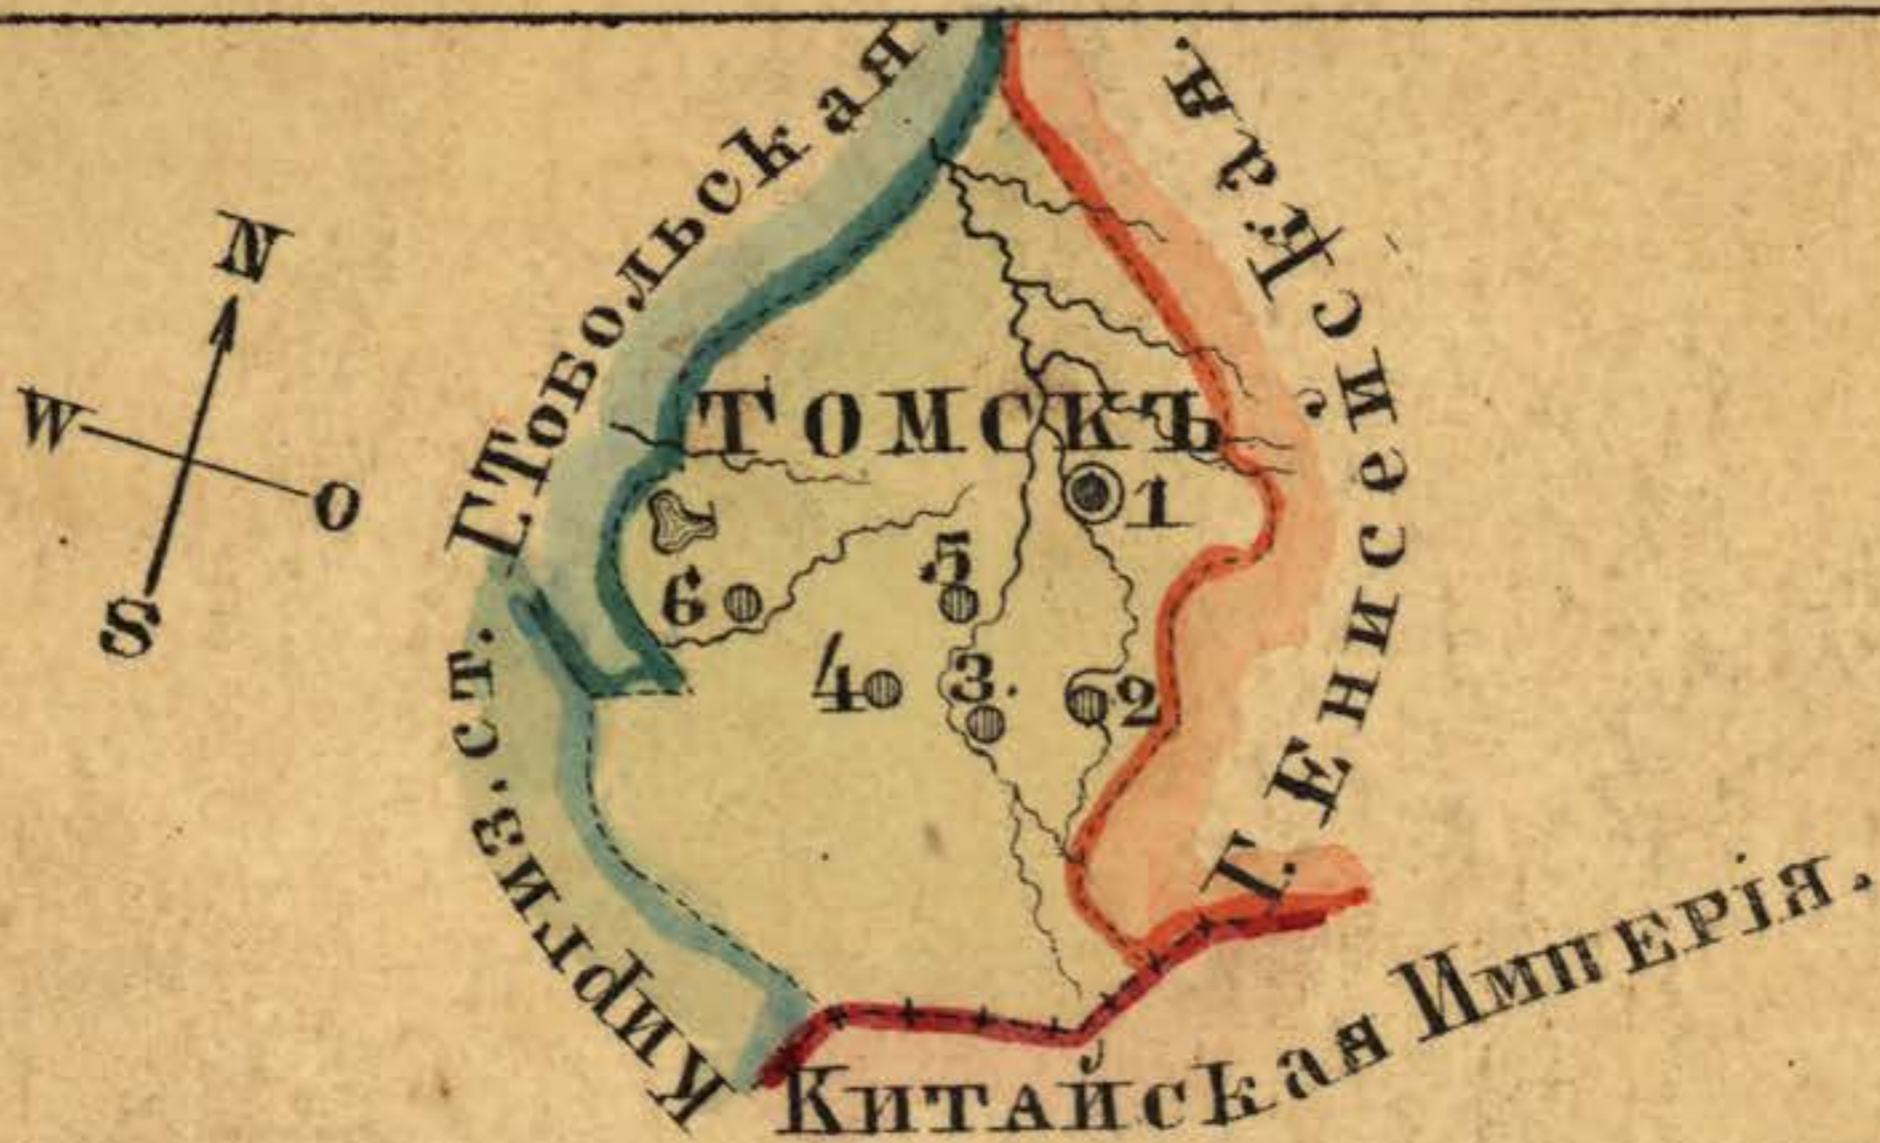 Г. Тобольская.
Г. Енисейская.
N
W
O
S
ТОМСКЪ
1
5
6
4
3.
2
Киргиз. ст.
Китайская Имперія.